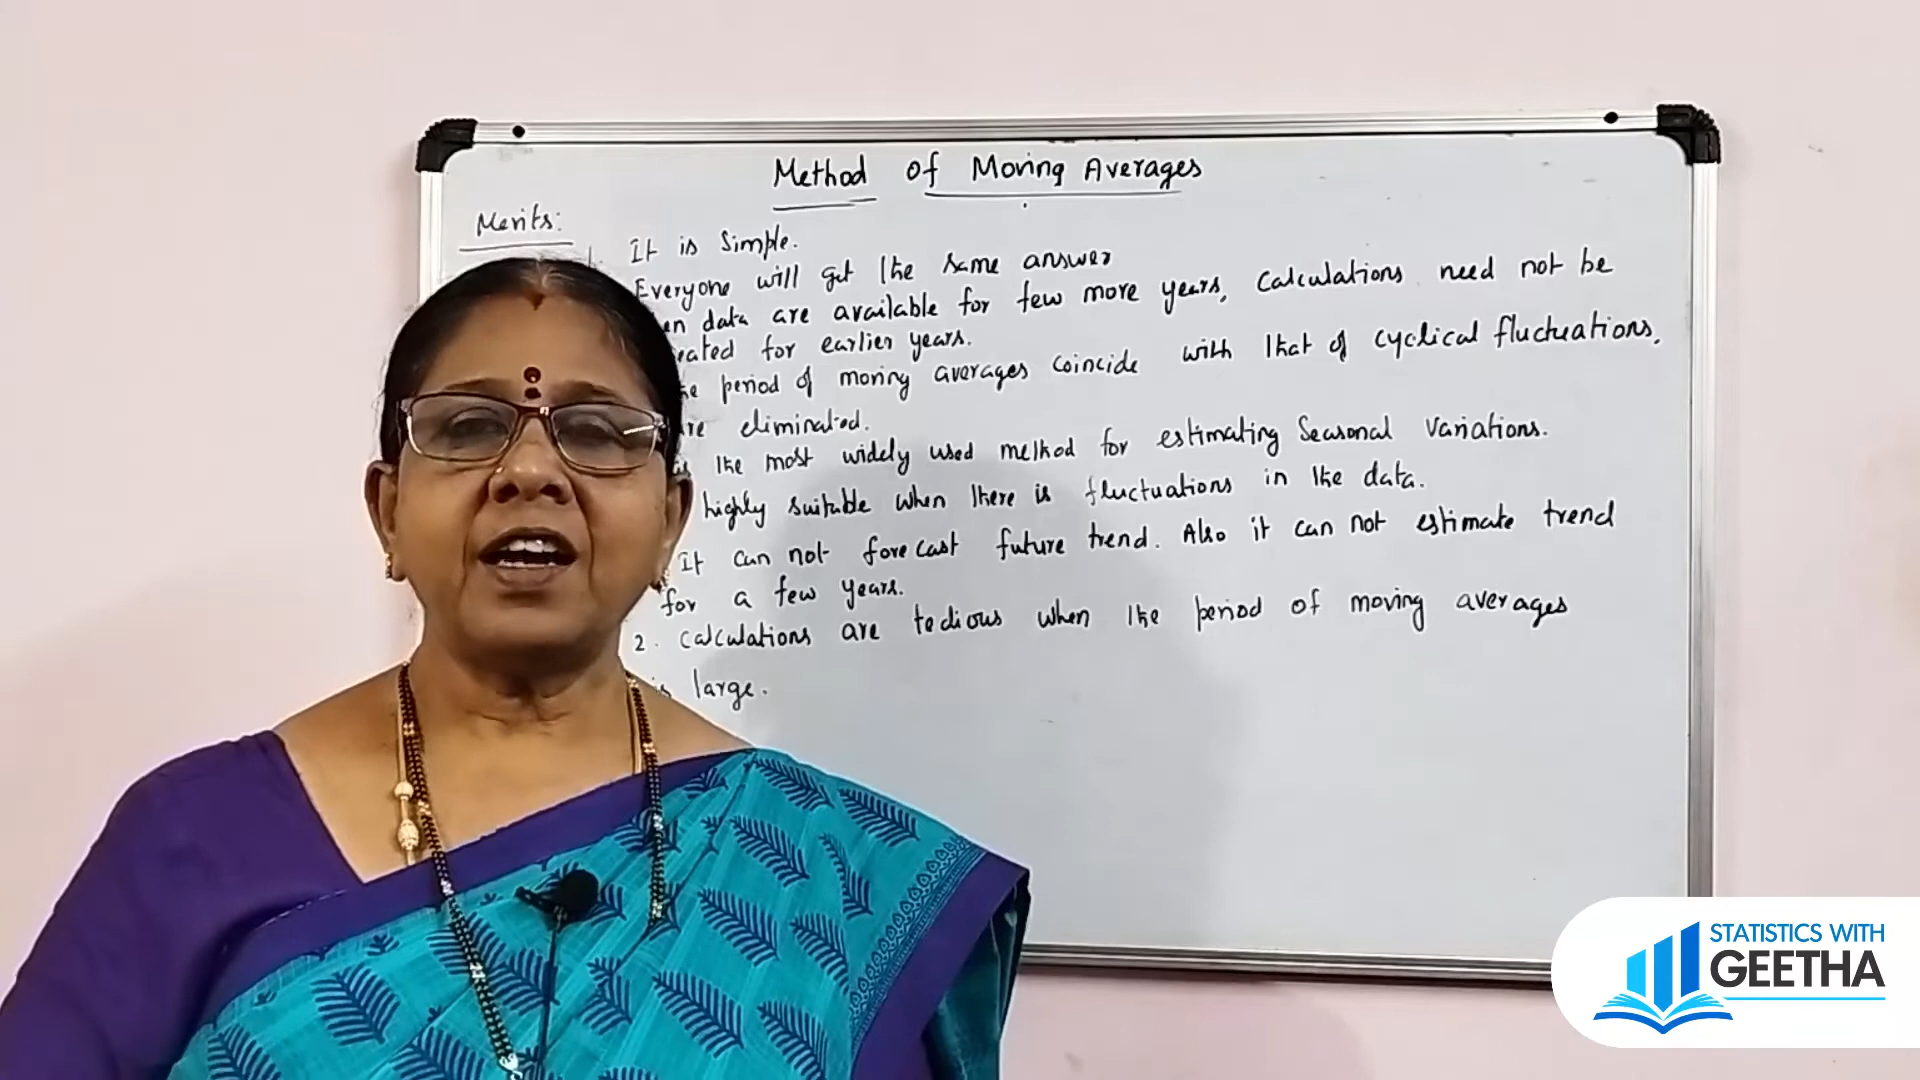 Method of Moving Averages
Merits:
1. It is Simple.
Everyone will get the same answer
data are available for few more years, Calculations need not be
for earlier years.
period of moving averages coincide with that of cyclical fluctuations,
eliminated.
the most widely used method for estimating Seasonal Variations.
highly suitable when there is fluctuations in the data.
It can not forecast future trend. Also it can not estimate trend
for a few years.
2. Calculations are tedious when the period of moving averages
is large.
STATISTICS WITH
GEETHA